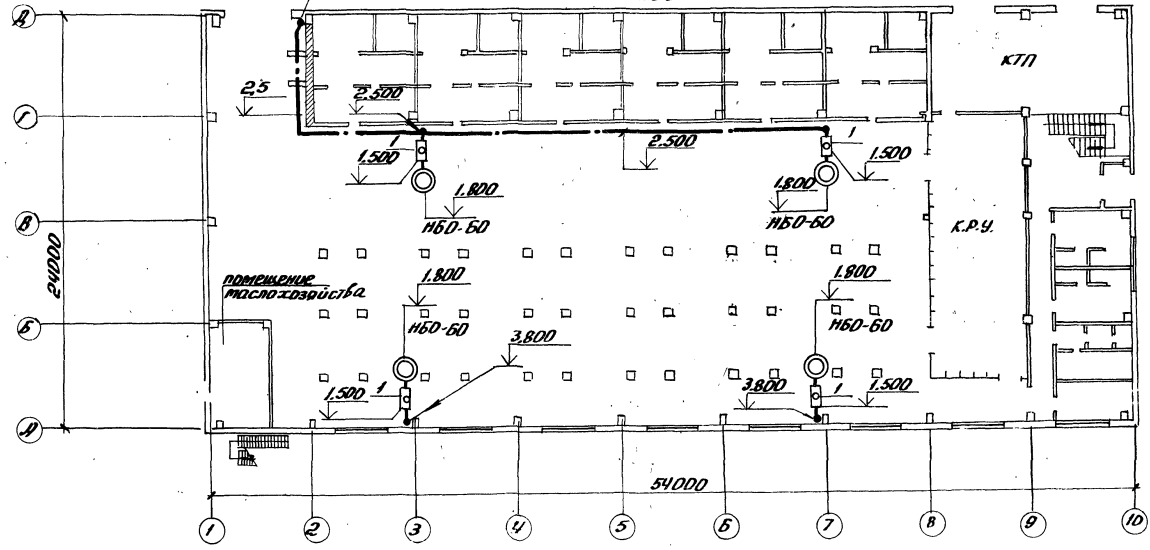 Д
КТП
2,5
2.500
Г
1
1
1.500
2.500
1.500
1.800
1.800
НБО-60
НБО-60
В
К.Р.У.
24000
помещение
маслохозяйства
1.800
1.800
Б
НБО-60
НБО-60
3.800
1.500
1
3.800
1
1.500
А
54000
1
2
3
4
5
6
7
8
9
10